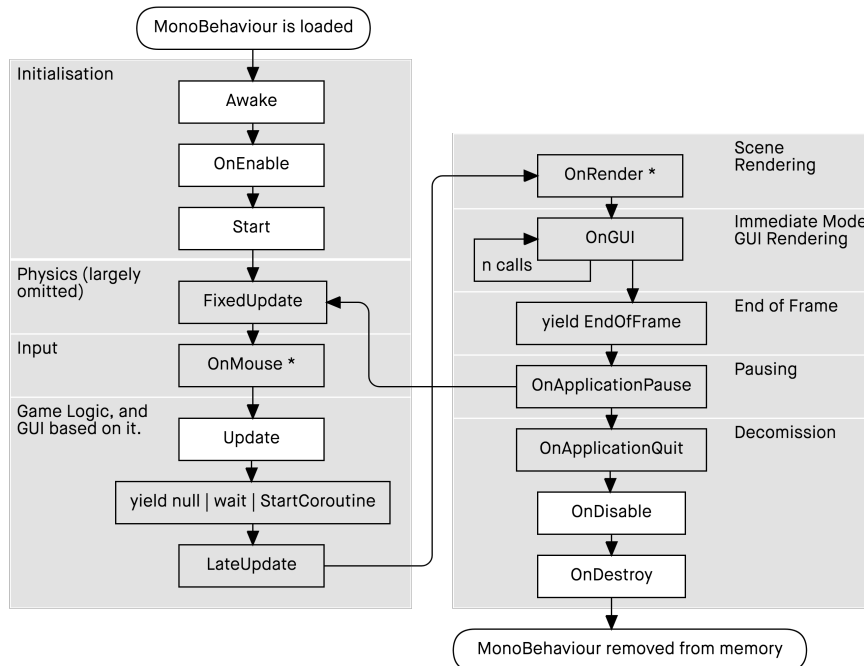 MonoBehaviour is loaded
Initialisation
Awake
OnEnable
Start
Physics (largely
omitted)
FixedUpdate
Input
OnMouse *
Game Logic, and
GUI based on it.
Update
yield null | wait | StartCoroutine
LateUpdate
Scene
Rendering
OnRender *
Immediate Mode
GUI Rendering
OnGUI
n calls
End of Frame
yield EndOfFrame
Pausing
OnApplicationPause
Decomission
OnApplicationQuit
OnDisable
OnDestroy
MonoBehaviour removed from memory